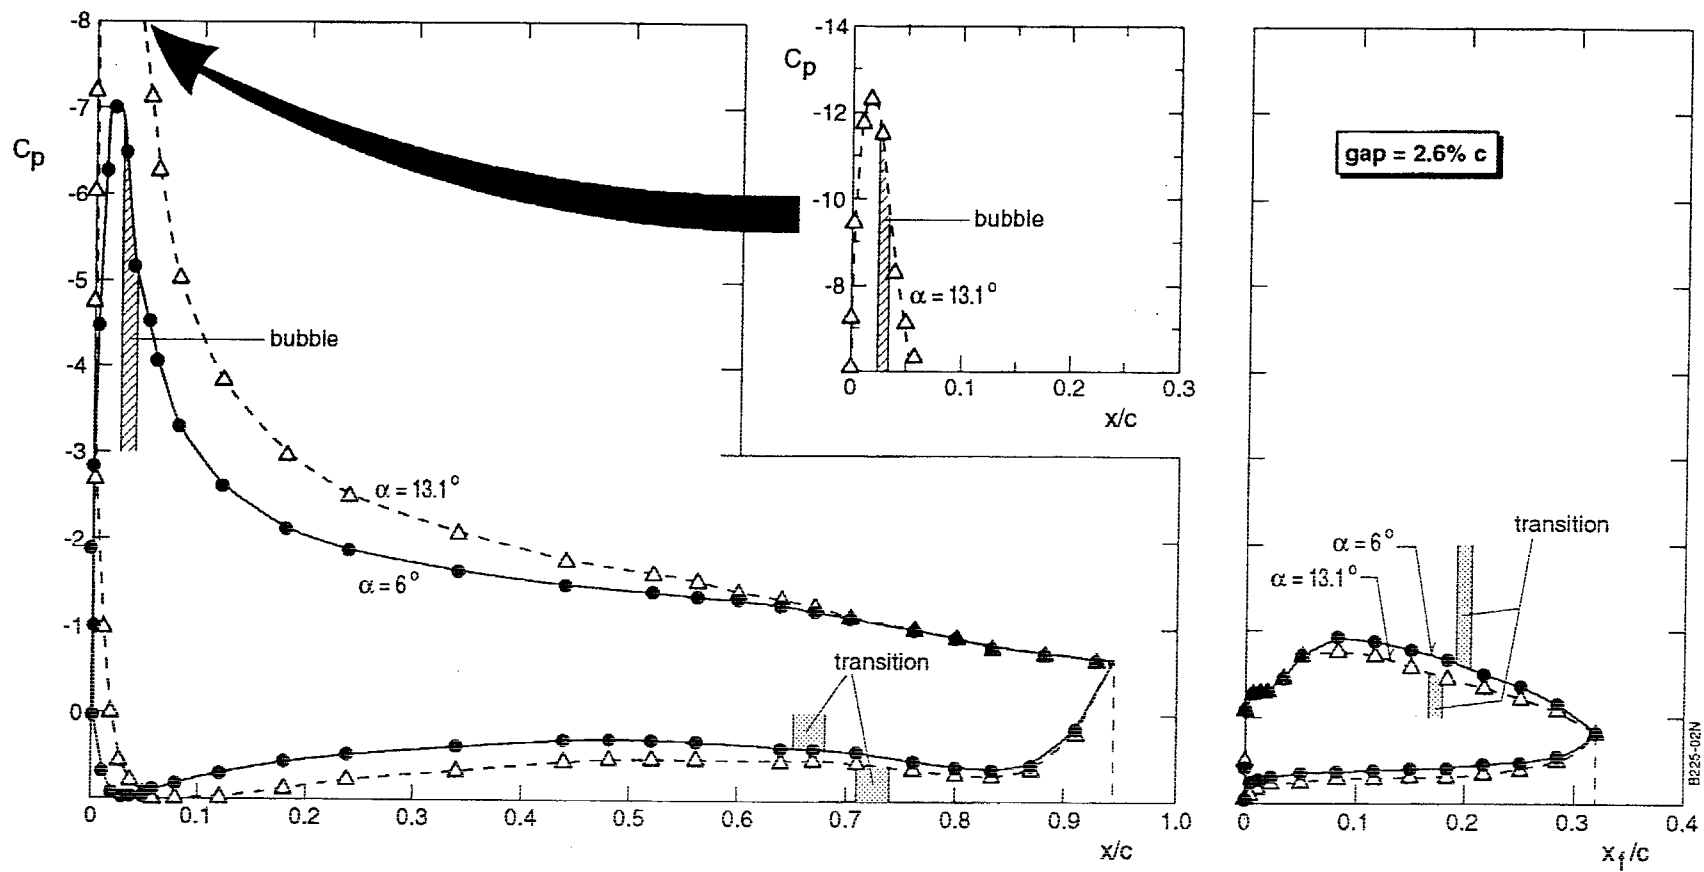 -8
-7
Cp
-6
-5
-4
-3
-2
-1
0
bubble
α = 13.1°
α = 6°
transition
0 0.1 0.2 0.3 0.4 0.5 0.6 0.7 0.8 0.9 1.0
x/c
-14
Cp
-12
-10
-8
bubble
α = 13.1°
0 0.1 0.2 0.3
x/c
gap = 2.6% c
transition
α = 6°
α = 13.1°
0 0.1 0.2 0.3 0.4
xf/c
B225-02N